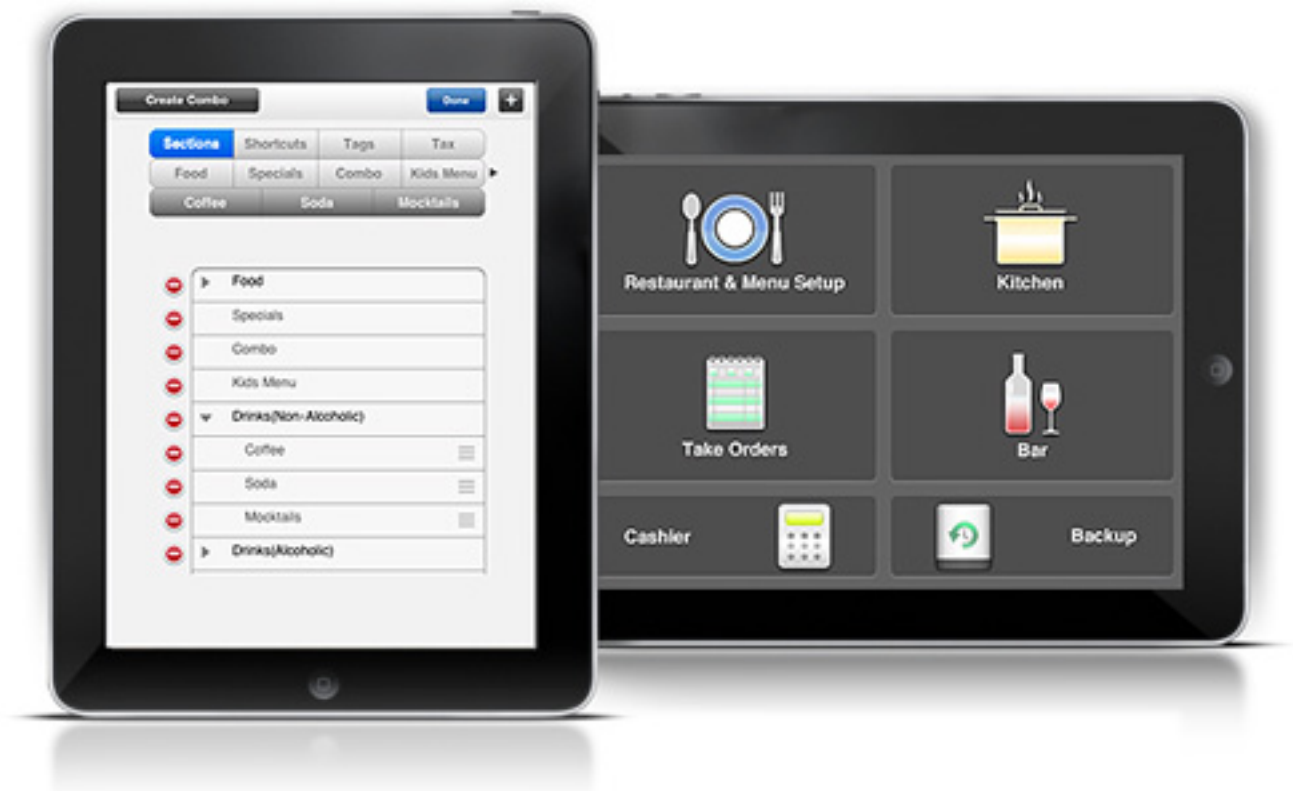 Create Combo Done +
Sections Shortcuts Tags Tax
Food Specials Combo Kids Menu
Coffee Soda Mocktails
Food
Specials
Combo
Kids Menu
Drinks(Non-Alcoholic)
Coffee
Soda
Mocktails
Drinks(Alcoholic)
Restaurant & Menu Setup
Kitchen
Take Orders
Bar
Cashier
Backup